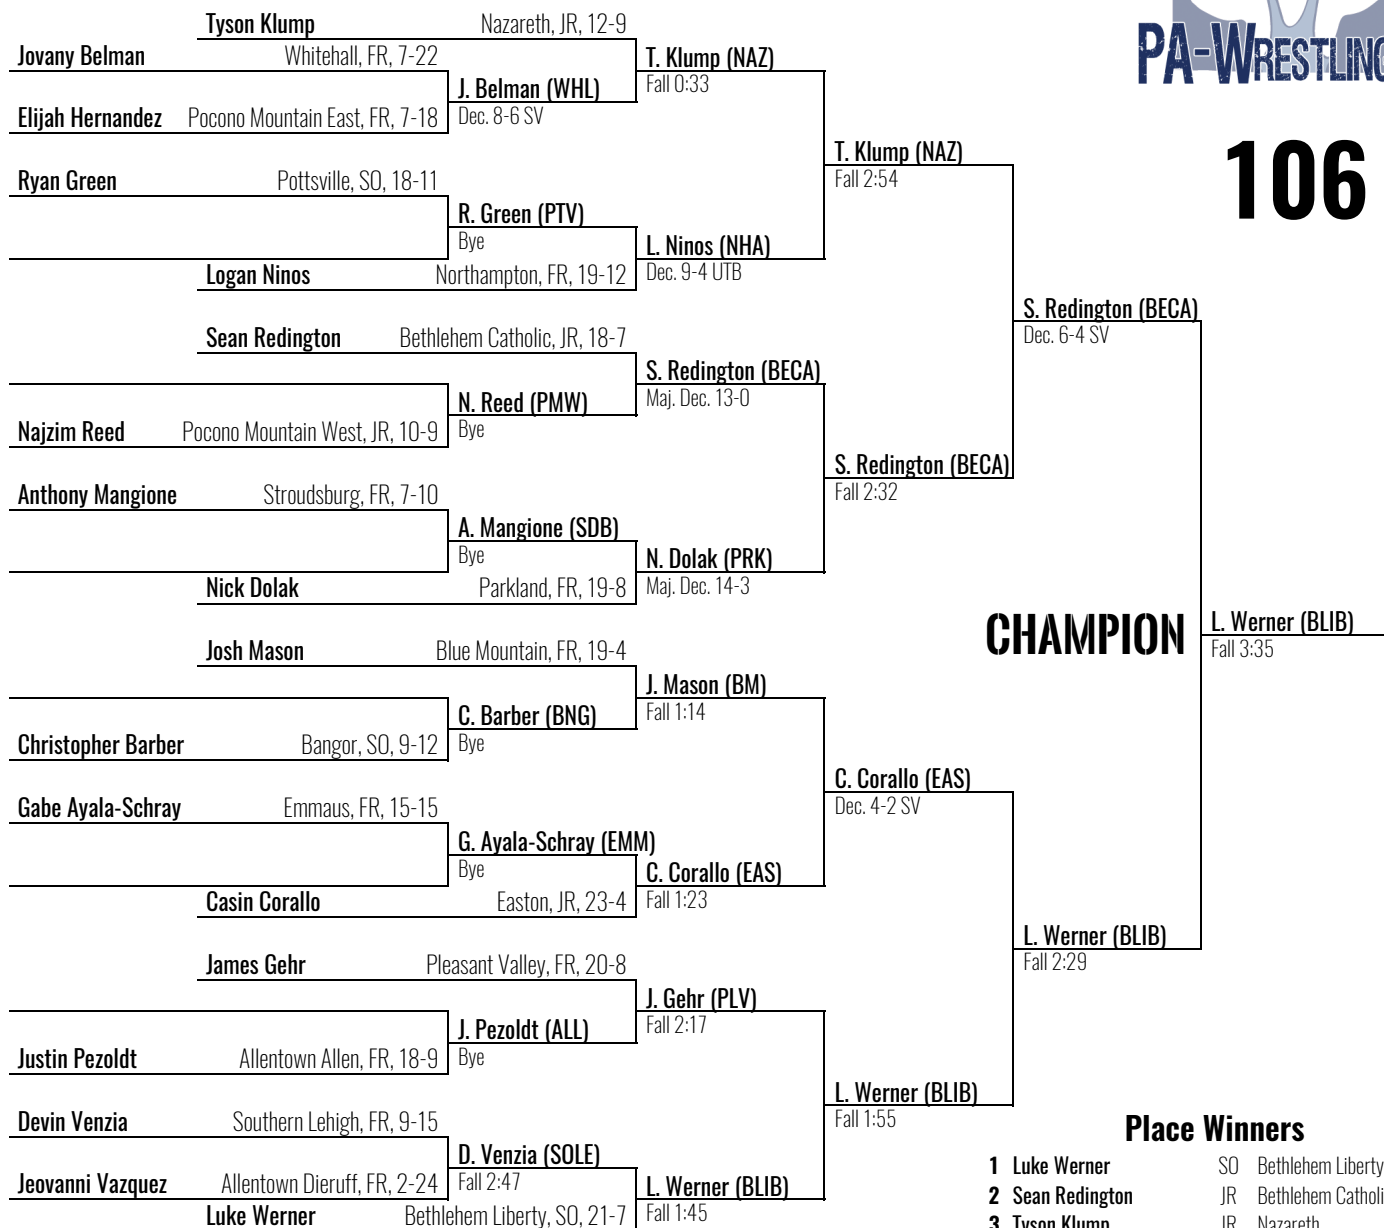 Tyson Klump Nazareth, JR, 12-9
Jovany Belman Whitehall, FR, 7-22
T. Klump (NAZ)
Fall 0:33
J. Belman (WHL)
Dec. 8-6 SV
Elijah Hernandez Pocono Mountain East, FR, 7-18
PA-WRESTLING
106
T. Klump (NAZ)
Fall 2:54
Ryan Green Pottsville, SO, 18-11
R. Green (PTV)
Bye
L. Ninos (NHA)
Dec. 9-4 UTB
Logan Ninos Northampton, FR, 19-12
S. Redington (BECA)
Dec. 6-4 SV
Sean Redington Bethlehem Catholic, JR, 18-7
S. Redington (BECA)
Maj. Dec. 13-0
N. Reed (PMW)
Bye
Najzim Reed Pocono Mountain West, JR, 10-9
S. Redington (BECA)
Fall 2:32
Anthony Mangione Stroudsburg, FR, 7-10
A. Mangione (SDB)
Bye
N. Dolak (PRK)
Maj. Dec. 14-3
Nick Dolak Parkland, FR, 19-8
CHAMPION
L. Werner (BLIB)
Fall 3:35
Josh Mason Blue Mountain, FR, 19-4
J. Mason (BM)
Fall 1:14
C. Barber (BNG)
Bye
Christopher Barber Bangor, SO, 9-12
C. Corallo (EAS)
Dec. 4-2 SV
Gabe Ayala-Schray Emmaus, FR, 15-15
G. Ayala-Schray (EMM)
Bye
C. Corallo (EAS)
Fall 1:23
Casin Corallo Easton, JR, 23-4
L. Werner (BLIB)
Fall 2:29
James Gehr Pleasant Valley, FR, 20-8
J. Gehr (PLV)
Fall 2:17
J. Pezoldt (ALL)
Bye
Justin Pezoldt Allentown Allen, FR, 18-9
L. Werner (BLIB)
Fall 1:55
Devin Venzia Southern Lehigh, FR, 9-15
D. Venzia (SOLE)
Fall 2:47
Jeovanni Vazquez Allentown Dieruff, FR, 2-24
L. Werner (BLIB)
Fall 1:45
Luke Werner Bethlehem Liberty, SO, 21-7
Place Winners
1 Luke Werner SO Bethlehem Liberty
2 Sean Redington JR Bethlehem Catholi
3 Tyson Klump JR Nazareth